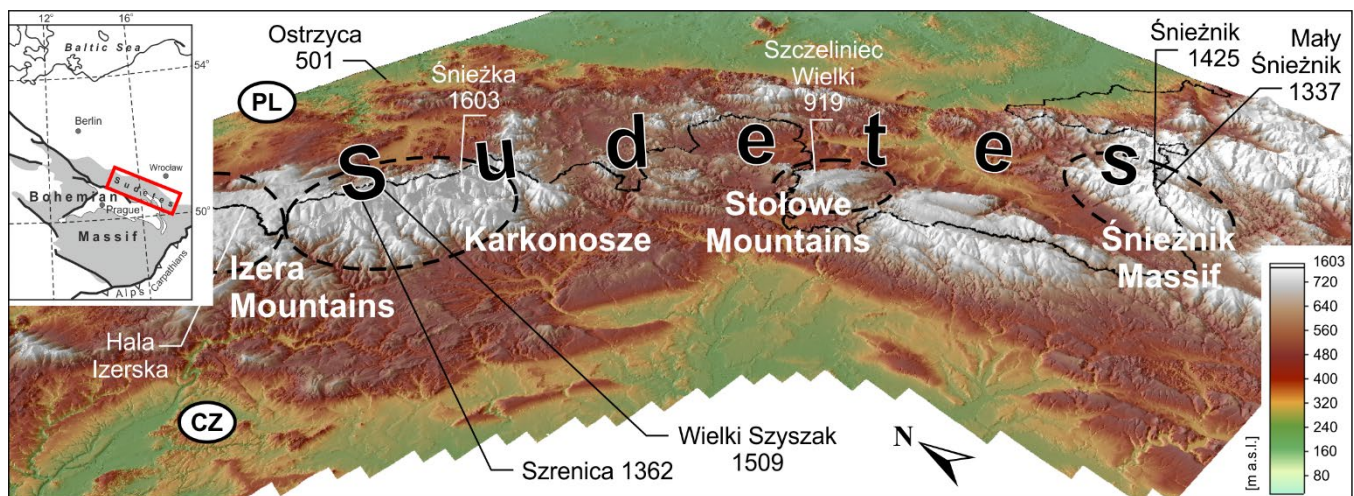 12°
16°
Baltic Sea
54°
Berlin
Wrocław
Sudetes
Bohemian
Prague
50°
Massif
Alps
Carpathians
PL
Ostrzyca
501
Śnieżka
1603
Szczeliniec
Wielki
919
Śnieżnik
1425
Mały
Śnieżnik
1337
Sudetes
Izera
Mountains
Karkonosze
Stołowe
Mountains
Śnieżnik
Massif
Hala
Izerska
CZ
Szrenica 1362
Wielki Szyszak
1509
N
[m a.s.l.]
1603
720
640
560
480
400
320
240
160
80